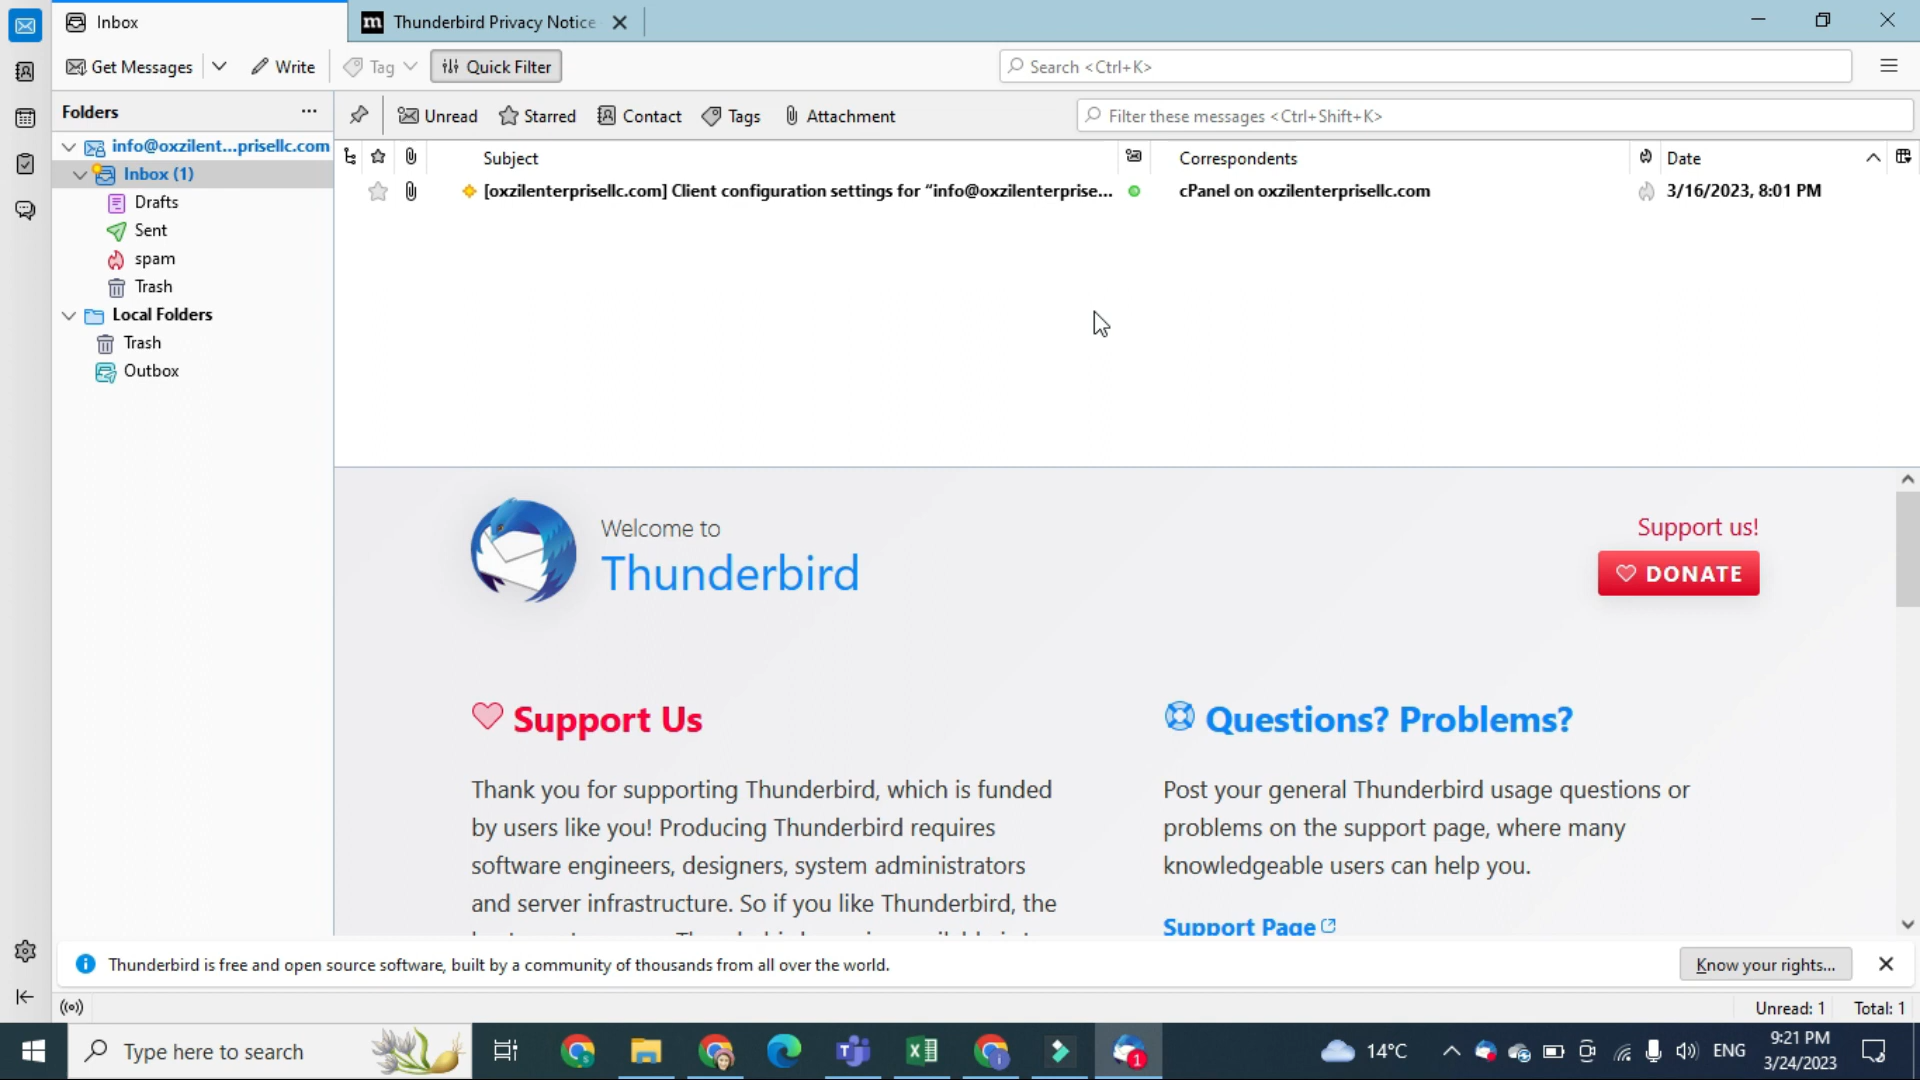 Inbox
Thunderbird Privacy Notice
Get Messages
Write
Tag
Quick Filter
Search <Ctrl+K>
Folders
Unread
Starred
Contact
Tags
Attachment
Filter these messages <Ctrl+Shift+K>
info@oxzilent...prisellc.com
Inbox (1)
Drafts
Sent
spam
Trash
Local Folders
Trash
Outbox
Subject
Correspondents
Date
[oxzilenterprisellc.com] Client configuration settings for “info@oxzilenterprise...
cPanel on oxzilenterprisellc.com
3/16/2023, 8:01 PM
Welcome to
Thunderbird
Support us!
DONATE
Support Us
Thank you for supporting Thunderbird, which is funded
by users like you! Producing Thunderbird requires
software engineers, designers, system administrators
and server infrastructure. So if you like Thunderbird, the
Questions? Problems?
Post your general Thunderbird usage questions or
problems on the support page, where many
knowledgeable users can help you.
Support Page
Thunderbird is free and open source software, built by a community of thousands from all over the world.
Know your rights...
Unread: 1
Total: 1
Type here to search
1
14°C
ENG
9:21 PM
3/24/2023